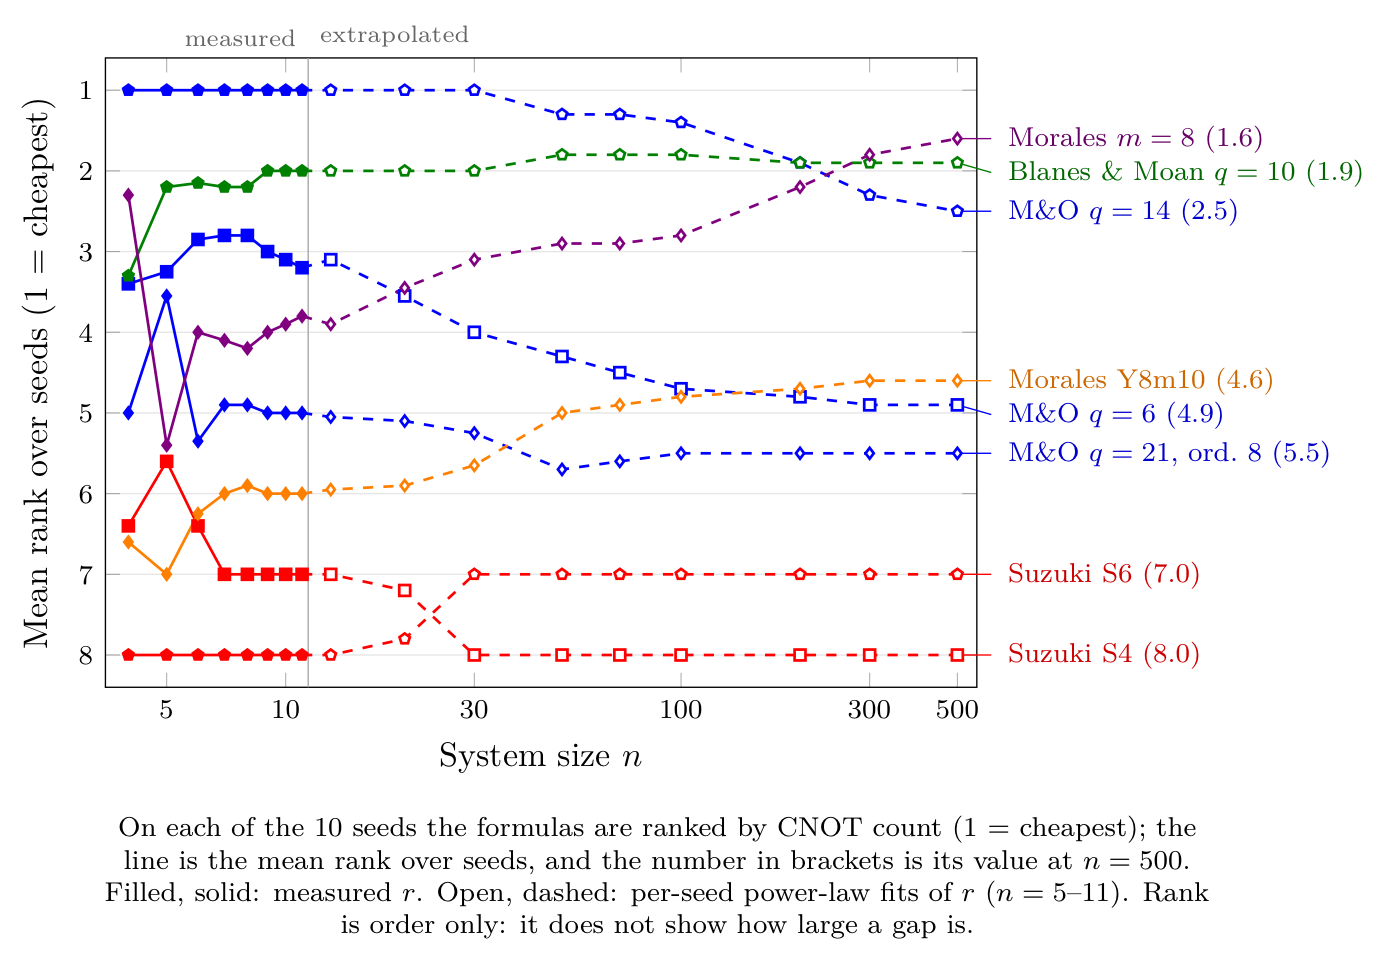 measured
extrapolated
Mean rank over seeds (1 = cheapest)
1
2
3
4
5
6
7
8
Morales m = 8 (1.6)
Blanes & Moan q = 10 (1.9)
M&O q = 14 (2.5)
Morales Y8m10 (4.6)
M&O q = 6 (4.9)
M&O q = 21, ord. 8 (5.5)
Suzuki S6 (7.0)
Suzuki S4 (8.0)
5 10 30 100 300 500
System size n
On each of the 10 seeds the formulas are ranked by CNOT count (1 = cheapest); the
line is the mean rank over seeds, and the number in brackets is its value at n = 500.
Filled, solid: measured r. Open, dashed: per-seed power-law fits of r (n = 5–11). Rank
is order only: it does not show how large a gap is.